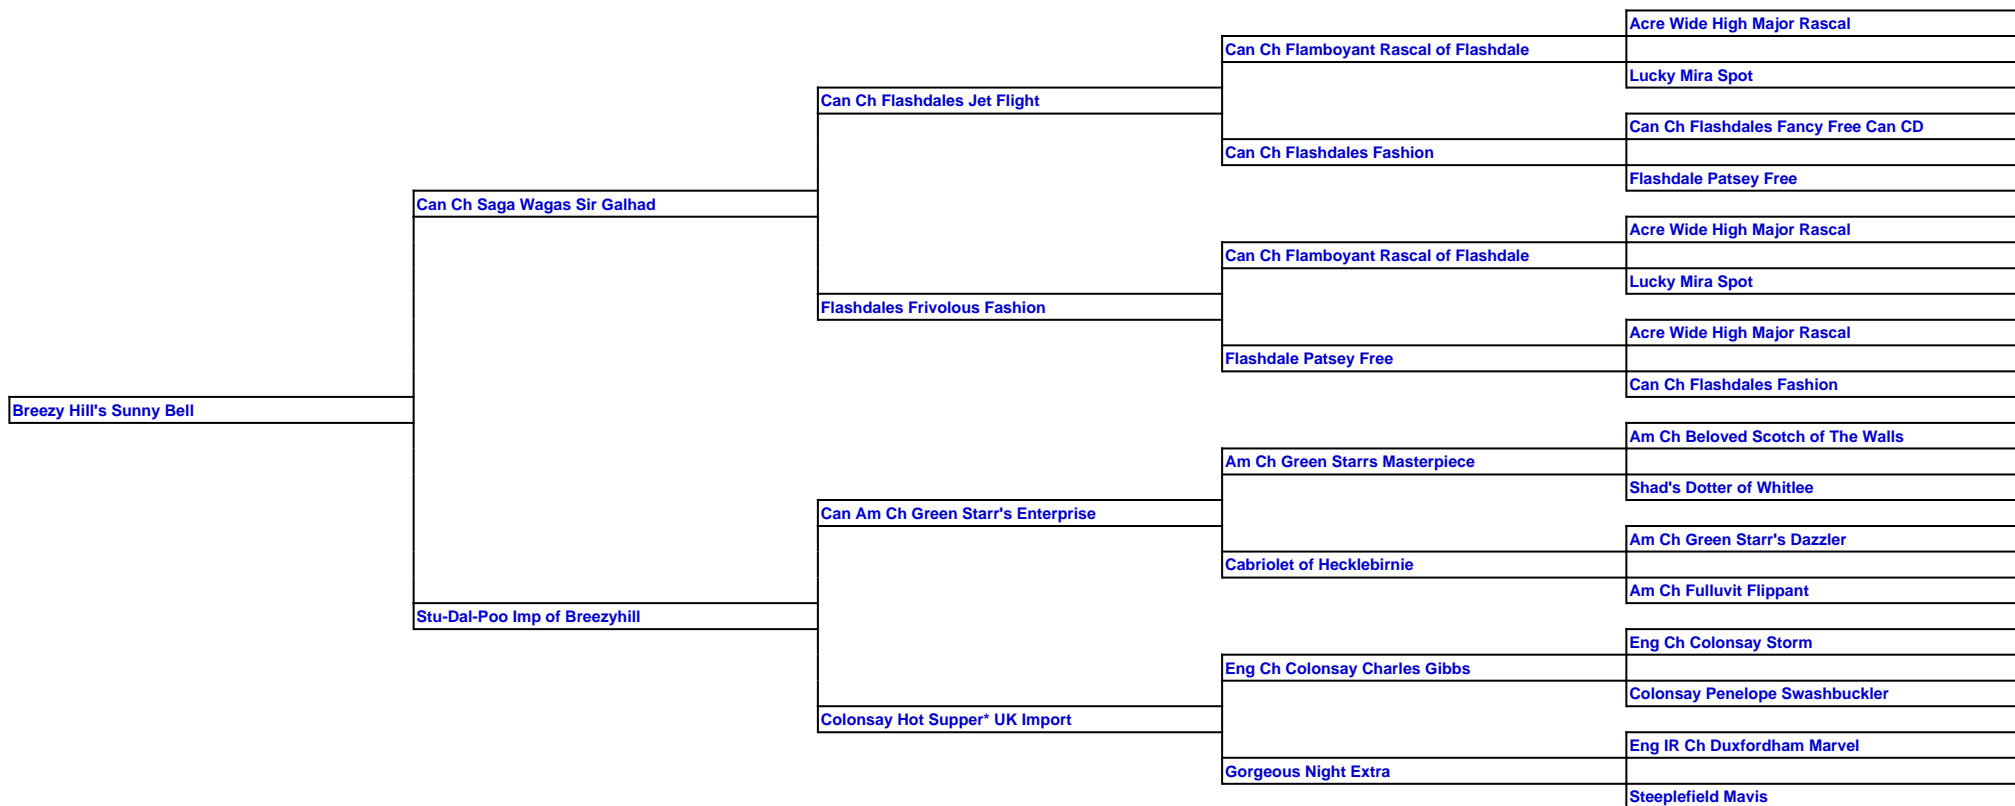 Acre Wide High Major Rascal
Can Ch Flamboyant Rascal of Flashdale
Lucky Mira Spot
Can Ch Flashdales Jet Flight
Can Ch Flashdales Fancy Free Can CD
Can Ch Flashdales Fashion
Flashdale Patsey Free
Can Ch Saga Wagas Sir Galhad
Acre Wide High Major Rascal
Can Ch Flamboyant Rascal of Flashdale
Lucky Mira Spot
Flashdales Frivolous Fashion
Acre Wide High Major Rascal
Flashdale Patsey Free
Can Ch Flashdales Fashion
Breezy Hill's Sunny Bell
Am Ch Beloved Scotch of The Walls
Am Ch Green Starrs Masterpiece
Shad's Dotter of Whitlee
Can Am Ch Green Starr's Enterprise
Am Ch Green Starr's Dazzler
Cabriolet of Hecklebirnie
Am Ch Fulluvit Flippant
Stu-Dal-Poo Imp of Breezyhill
Eng Ch Colonsay Storm
Eng Ch Colonsay Charles Gibbs
Colonsay Penelope Swashbuckler
Colonsay Hot Supper* UK Import
Eng IR Ch Duxfordham Marvel
Gorgeous Night Extra
Steeplefield Mavis